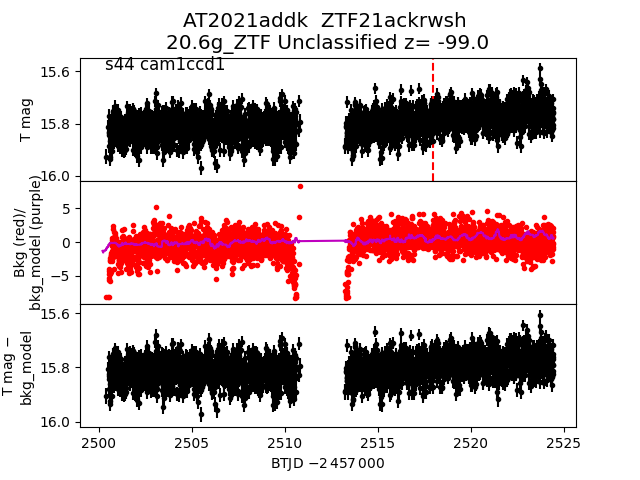 AT2021addk ZTF21ackrwsh
20.6g_ZTF Unclassified z= -99.0
s44 cam1ccd1
15.6
15.8
16.0
T mag
5
0
−5
Bkg (red)/
bkg_model (purple)
15.6
15.8
16.0
T mag −
bkg_model
2500
2505
2510
2515
2520
2525
BTJD −2 457 000